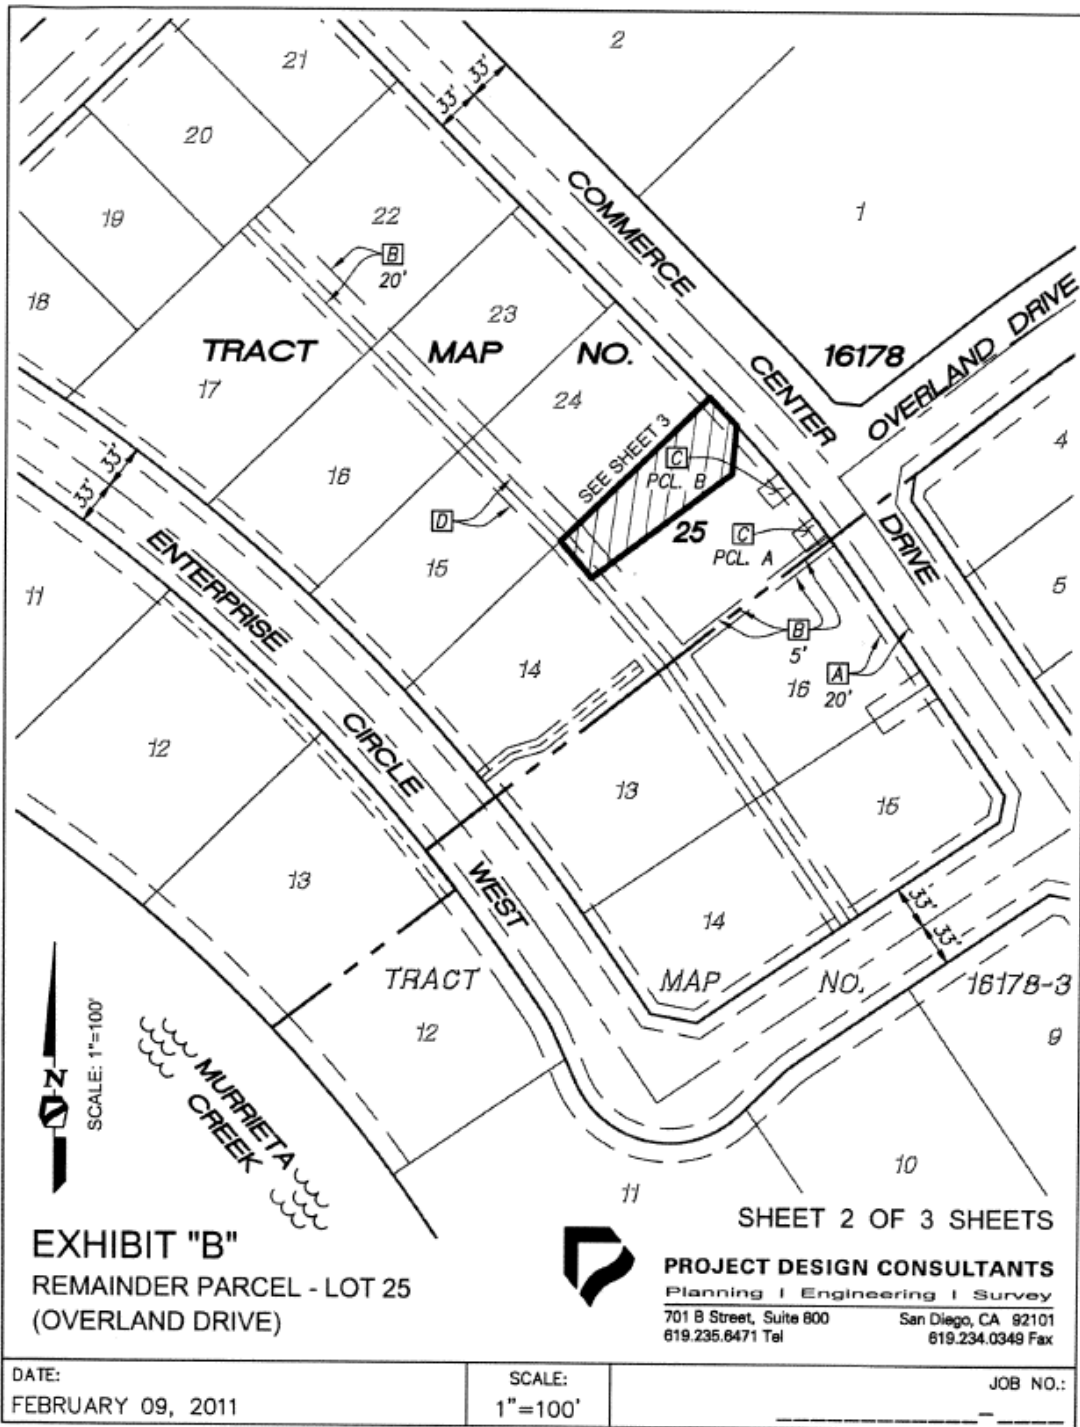 21
2
33' 33'
20
COMMERCE
19
22
1
B
20'
18
23
OVERLAND DRIVE
TRACT MAP NO. 16178
CENTER
17
24
4
SEE SHEET 3
C
PCL. B
16
33' 33'
D
25
C
PCL. A
DRIVE
ENTERPRISE
15
11
5
B
5'
14
A
20'
16
CIRCLE
12
13
15
WEST
13
14
33'
33'
TRACT MAP NO. 16178-3
12
9
N
SCALE: 1"=100'
MURRIETA
CREEK
10
11
SHEET 2 OF 3 SHEETS
EXHIBIT "B"
REMAINDER PARCEL - LOT 25
(OVERLAND DRIVE)
PROJECT DESIGN CONSULTANTS
Planning | Engineering | Survey
701 B Street, Suite 800 San Diego, CA 92101
619.235.6471 Tel 619.234.0349 Fax
DATE:
FEBRUARY 09, 2011
SCALE:
1"=100'
JOB NO.: